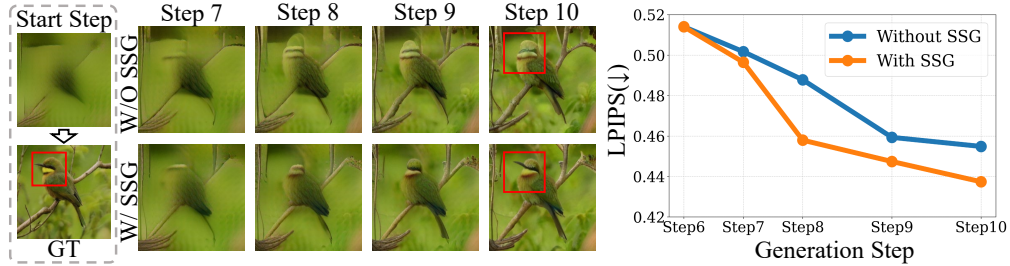 Start Step
GT
W/O SSG
W/ SSG
Step 7
Step 8
Step 9
Step 10
LPIPS(↓)
0.52
0.50
0.48
0.46
0.44
0.42
Without SSG
With SSG
Step6
Step7
Step8
Step9
Step10
Generation Step